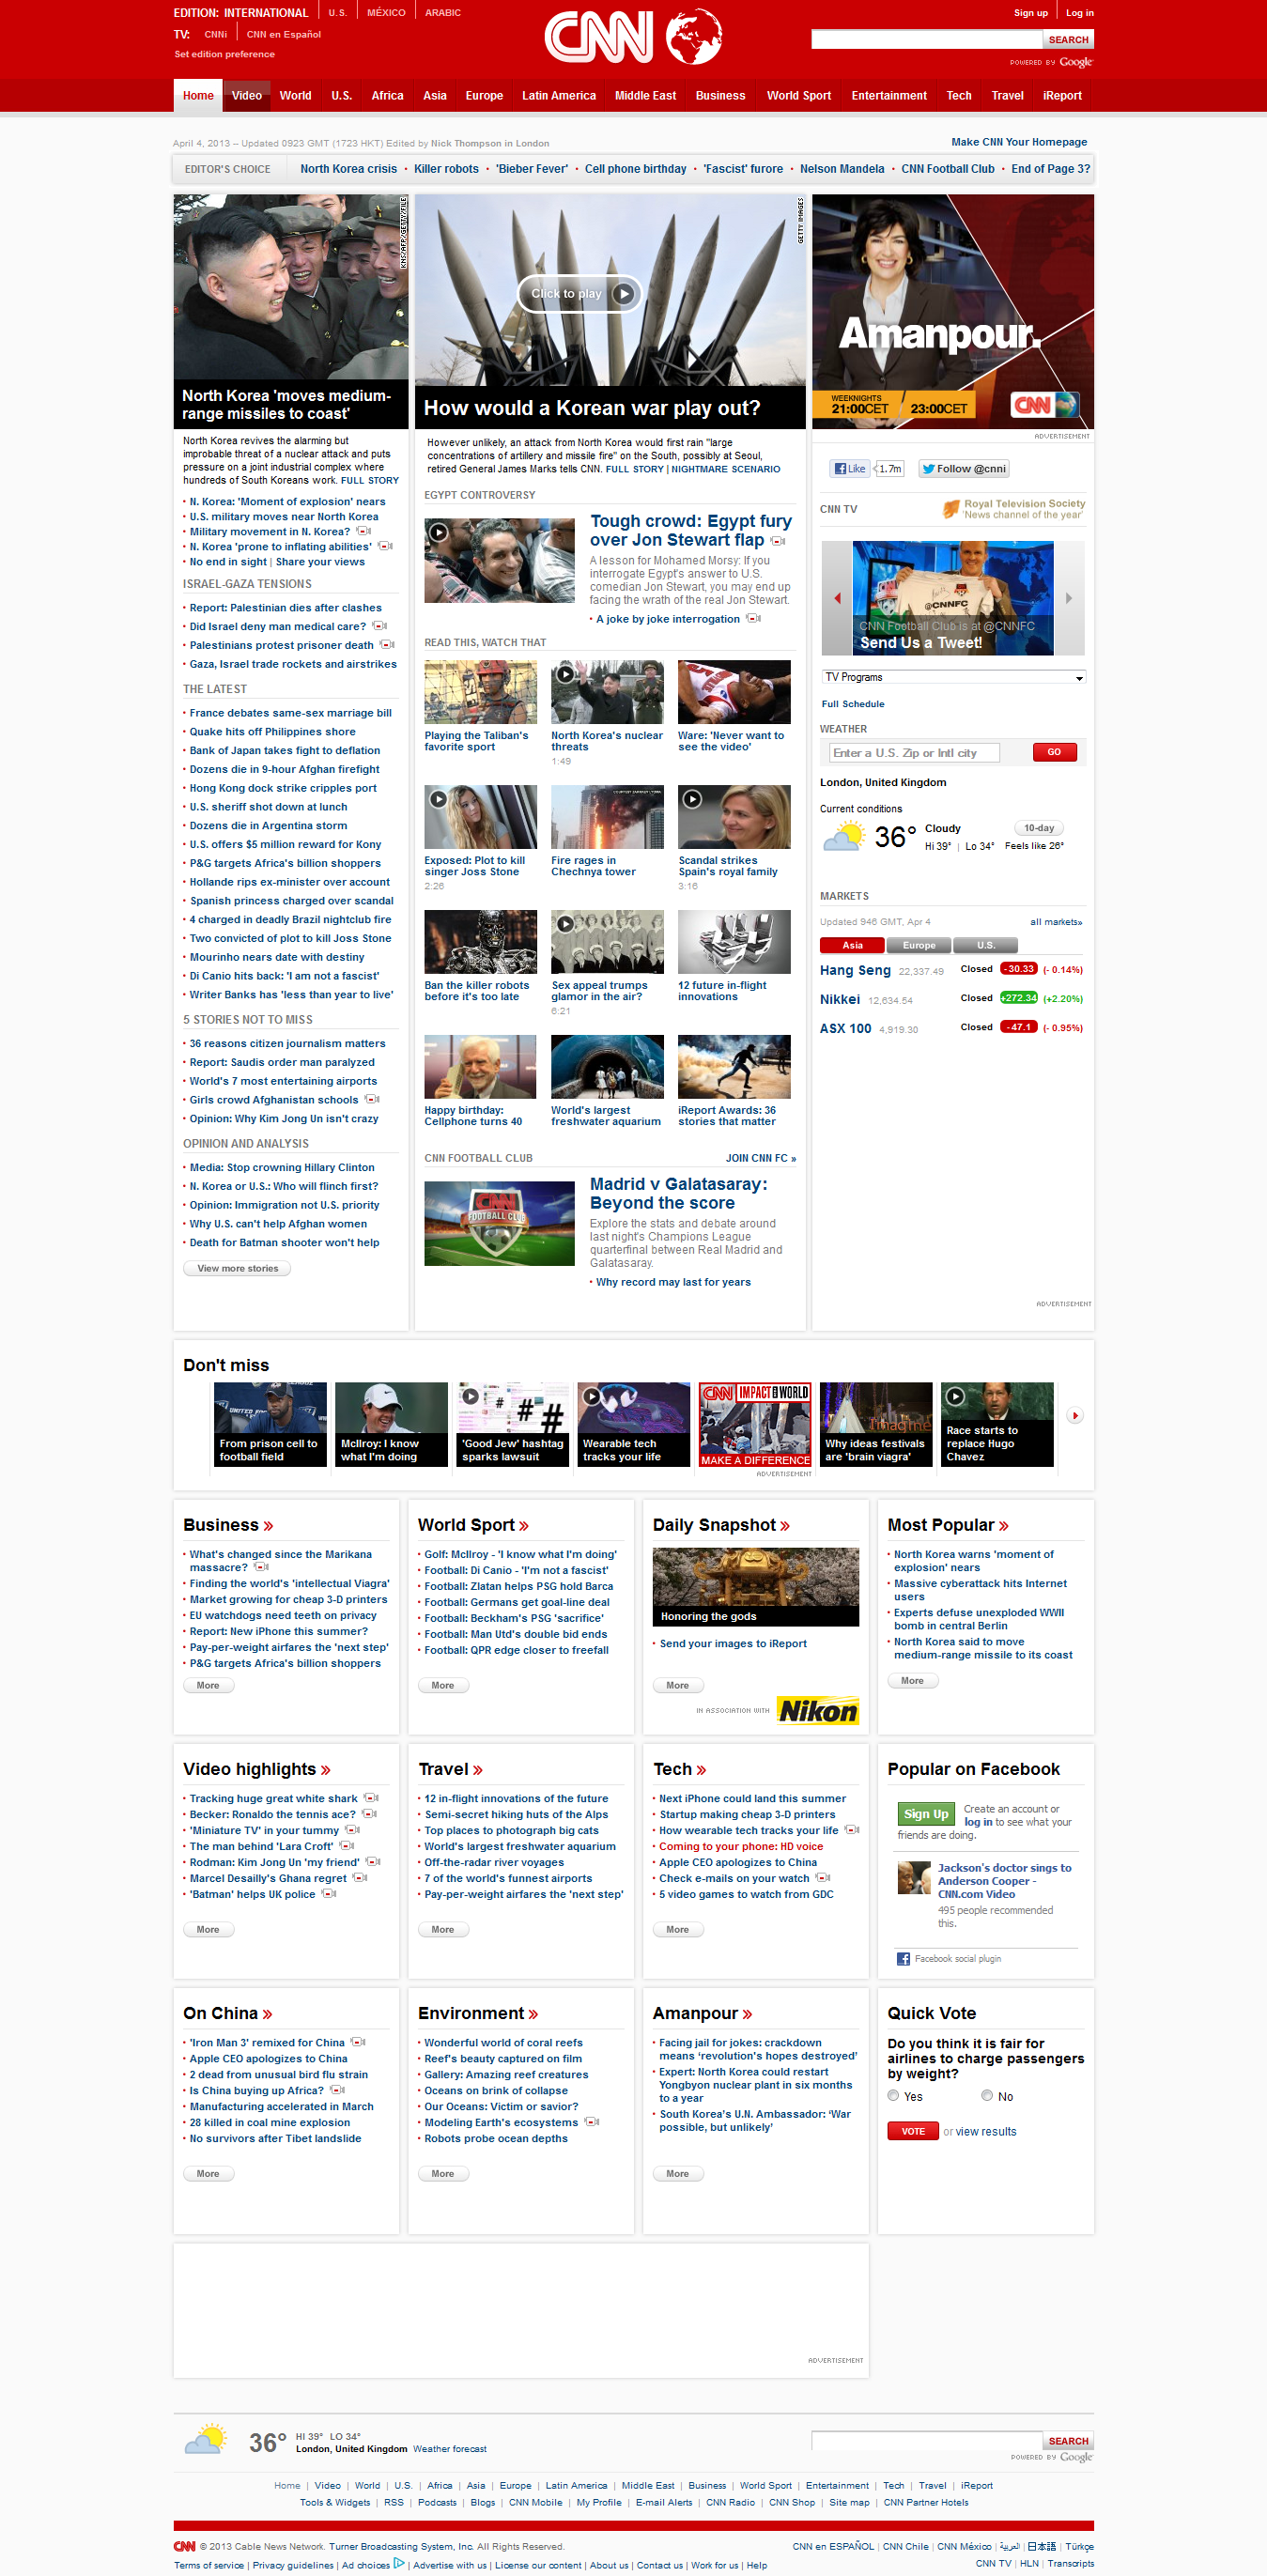 EDITION: INTERNATIONAL U.S. MÉXICO ARABIC
TV: CNNi CNN en Español
Set edition preference
CNN
Sign up Log in
SEARCH
POWERED BY Google
Home Video World U.S. Africa Asia Europe Latin America Middle East Business World Sport Entertainment Tech Travel iReport
April 4, 2013 -- Updated 0923 GMT (1723 HKT) Edited by Nick Thompson in London
Make CNN Your Homepage
EDITOR'S CHOICE North Korea crisis • Killer robots • 'Bieber Fever' • Cell phone birthday • 'Fascist' furore • Nelson Mandela • CNN Football Club • End of Page 3?
KNS/AFP/GETTY/FILE
North Korea 'moves medium-
range missiles to coast'
North Korea revives the alarming but
improbable threat of a nuclear attack and puts
pressure on a joint industrial complex where
hundreds of South Koreans work. FULL STORY
• N. Korea: 'Moment of explosion' nears
• U.S. military moves near North Korea
• Military movement in N. Korea?
• N. Korea 'prone to inflating abilities'
• No end in sight | Share your views
ISRAEL-GAZA TENSIONS
• Report: Palestinian dies after clashes
• Did Israel deny man medical care?
• Palestinians protest prisoner death
• Gaza, Israel trade rockets and airstrikes
THE LATEST
• France debates same-sex marriage bill
• Quake hits off Philippines shore
• Bank of Japan takes fight to deflation
• Dozens die in 9-hour Afghan firefight
• Hong Kong dock strike cripples port
• U.S. sheriff shot down at lunch
• Dozens die in Argentina storm
• U.S. offers $5 million reward for Kony
• P&G targets Africa's billion shoppers
• Hollande rips ex-minister over account
• Spanish princess charged over scandal
• 4 charged in deadly Brazil nightclub fire
• Two convicted of plot to kill Joss Stone
• Mourinho nears date with destiny
• Di Canio hits back: 'I am not a fascist'
• Writer Banks has 'less than year to live'
5 STORIES NOT TO MISS
• 36 reasons citizen journalism matters
• Report: Saudis order man paralyzed
• World's 7 most entertaining airports
• Girls crowd Afghanistan schools
• Opinion: Why Kim Jong Un isn't crazy
OPINION AND ANALYSIS
• Media: Stop crowning Hillary Clinton
• N. Korea or U.S.: Who will flinch first?
• Opinion: Immigration not U.S. priority
• Why U.S. can't help Afghan women
• Death for Batman shooter won't help
View more stories
GETTY IMAGES
Click to play
How would a Korean war play out?
However unlikely, an attack from North Korea would first rain "large
concentrations of artillery and missile fire" on the South, possibly at Seoul,
retired General James Marks tells CNN. FULL STORY | NIGHTMARE SCENARIO
EGYPT CONTROVERSY
Tough crowd: Egypt fury
over Jon Stewart flap
A lesson for Mohamed Morsy: If you
interrogate Egypt's answer to U.S.
comedian Jon Stewart, you may end up
facing the wrath of the real Jon Stewart.
• A joke by joke interrogation
READ THIS, WATCH THAT
Playing the Taliban's
favorite sport
North Korea's nuclear
threats
1:49
Ware: 'Never want to
see the video'
Exposed: Plot to kill
singer Joss Stone
2:26
Fire rages in
Chechnya tower
Scandal strikes
Spain's royal family
3:16
Ban the killer robots
before it's too late
Sex appeal trumps
glamor in the air?
6:21
12 future in-flight
innovations
Happy birthday:
Cellphone turns 40
World's largest
freshwater aquarium
iReport Awards: 36
stories that matter
CNN FOOTBALL CLUB JOIN CNN FC »
CNN
FOOTBALL CLUB
Madrid v Galatasaray:
Beyond the score
Explore the stats and debate around
last night's Champions League
quarterfinal between Real Madrid and
Galatasaray.
• Why record may last for years
Amanpour.
WEEKNIGHTS
21:00CET / 23:00CET
CNN
ADVERTISEMENT
Like 1.7m Follow @cnni
CNN TV
Royal Television Society
'News channel of the year'
@CNNFC
CNN Football Club is at @CNNFC
Send Us a Tweet!
TV Programs
Full Schedule
WEATHER
Enter a U.S. Zip or Intl city GO
London, United Kingdom
Current conditions
36° Cloudy 10-day
Hi 39° | Lo 34° Feels like 26°
MARKETS
Updated 946 GMT, Apr 4 all markets»
Asia Europe U.S.
Hang Seng 22,337.49 Closed -30.33 (-0.14%)
Nikkei 12,634.54 Closed +272.34 (+2.20%)
ASX 100 4,919.30 Closed -47.1 (-0.95%)
ADVERTISEMENT
Don't miss
From prison cell to
football field
McIlroy: I know
what I'm doing
# # #
'Good Jew' hashtag
sparks lawsuit
Wearable tech
tracks your life
CNN IMPACT YOUR WORLD
MAKE A DIFFERENCE
ADVERTISEMENT
imagine
Why ideas festivals
are 'brain viagra'
Race starts to
replace Hugo
Chavez
Business »
• What's changed since the Marikana
massacre?
• Finding the world's 'intellectual Viagra'
• Market growing for cheap 3-D printers
• EU watchdogs need teeth on privacy
• Report: New iPhone this summer?
• Pay-per-weight airfares the 'next step'
• P&G targets Africa's billion shoppers
More
World Sport »
• Golf: McIlroy - 'I know what I'm doing'
• Football: Di Canio - 'I'm not a fascist'
• Football: Zlatan helps PSG hold Barca
• Football: Germans get goal-line deal
• Football: Beckham's PSG 'sacrifice'
• Football: Man Utd's double bid ends
• Football: QPR edge closer to freefall
More
Daily Snapshot »
Honoring the gods
• Send your images to iReport
More
IN ASSOCIATION WITH Nikon
Most Popular »
• North Korea warns 'moment of
explosion' nears
• Massive cyberattack hits Internet
users
• Experts defuse unexploded WWII
bomb in central Berlin
• North Korea said to move
medium-range missile to its coast
More
Video highlights »
• Tracking huge great white shark
• Becker: Ronaldo the tennis ace?
• 'Miniature TV' in your tummy
• The man behind 'Lara Croft'
• Rodman: Kim Jong Un 'my friend'
• Marcel Desailly's Ghana regret
• 'Batman' helps UK police
More
Travel »
• 12 in-flight innovations of the future
• Semi-secret hiking huts of the Alps
• Top places to photograph big cats
• World's largest freshwater aquarium
• Off-the-radar river voyages
• 7 of the world's funnest airports
• Pay-per-weight airfares the 'next step'
More
Tech »
• Next iPhone could land this summer
• Startup making cheap 3-D printers
• How wearable tech tracks your life
• Coming to your phone: HD voice
• Apple CEO apologizes to China
• Check e-mails on your watch
• 5 video games to watch from GDC
More
Popular on Facebook
Sign Up Create an account or
log in to see what your
friends are doing.
Jackson's doctor sings to
Anderson Cooper -
CNN.com Video
495 people recommended
this.
Facebook social plugin
On China »
• 'Iron Man 3' remixed for China
• Apple CEO apologizes to China
• 2 dead from unusual bird flu strain
• Is China buying up Africa?
• Manufacturing accelerated in March
• 28 killed in coal mine explosion
• No survivors after Tibet landslide
More
Environment »
• Wonderful world of coral reefs
• Reef's beauty captured on film
• Gallery: Amazing reef creatures
• Oceans on brink of collapse
• Our Oceans: Victim or savior?
• Modeling Earth's ecosystems
• Robots probe ocean depths
More
Amanpour »
• Facing jail for jokes: crackdown
means ‘revolution's hopes destroyed’
• Expert: North Korea could restart
Yongbyon nuclear plant in six months
to a year
• South Korea's U.N. Ambassador: ‘War
possible, but unlikely’
More
Quick Vote
Do you think it is fair for
airlines to charge passengers
by weight?
Yes No
VOTE or view results
ADVERTISEMENT
36° HI 39° LO 34°
London, United Kingdom Weather forecast
SEARCH
POWERED BY Google
Home | Video | World | U.S. | Africa | Asia | Europe | Latin America | Middle East | Business | World Sport | Entertainment | Tech | Travel | iReport
Tools & Widgets | RSS | Podcasts | Blogs | CNN Mobile | My Profile | E-mail Alerts | CNN Radio | CNN Shop | Site map | CNN Partner Hotels
CNN © 2013 Cable News Network. Turner Broadcasting System, Inc. All Rights Reserved.
CNN en ESPAÑOL | CNN Chile | CNN México | العربية | 日本語 | Türkçe
Terms of service | Privacy guidelines | Ad choices | Advertise with us | License our content | About us | Contact us | Work for us | Help
CNN TV | HLN | Transcripts